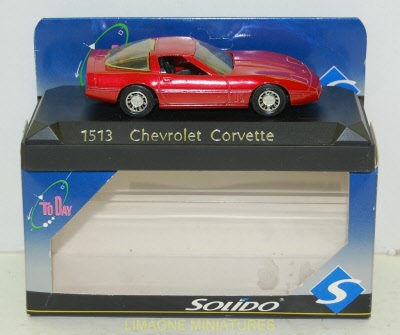 1513 Chevrolet Corvette
TO DAY
S
SOLIDO
LIMAGNE MINIATURES